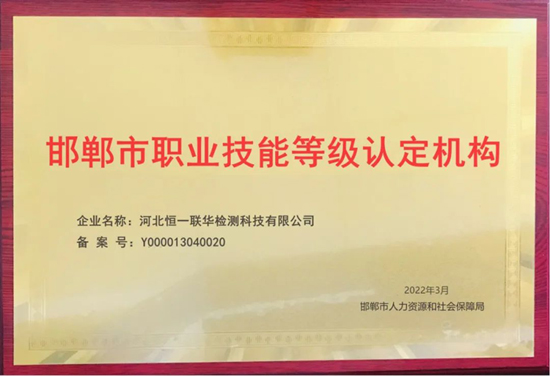 邯郸市职业技能等级认定机构
企业名称：河北恒一联华检测科技有限公司
备 案 号：Y000013040020
2022年3月
邯郸市人力资源和社会保障局